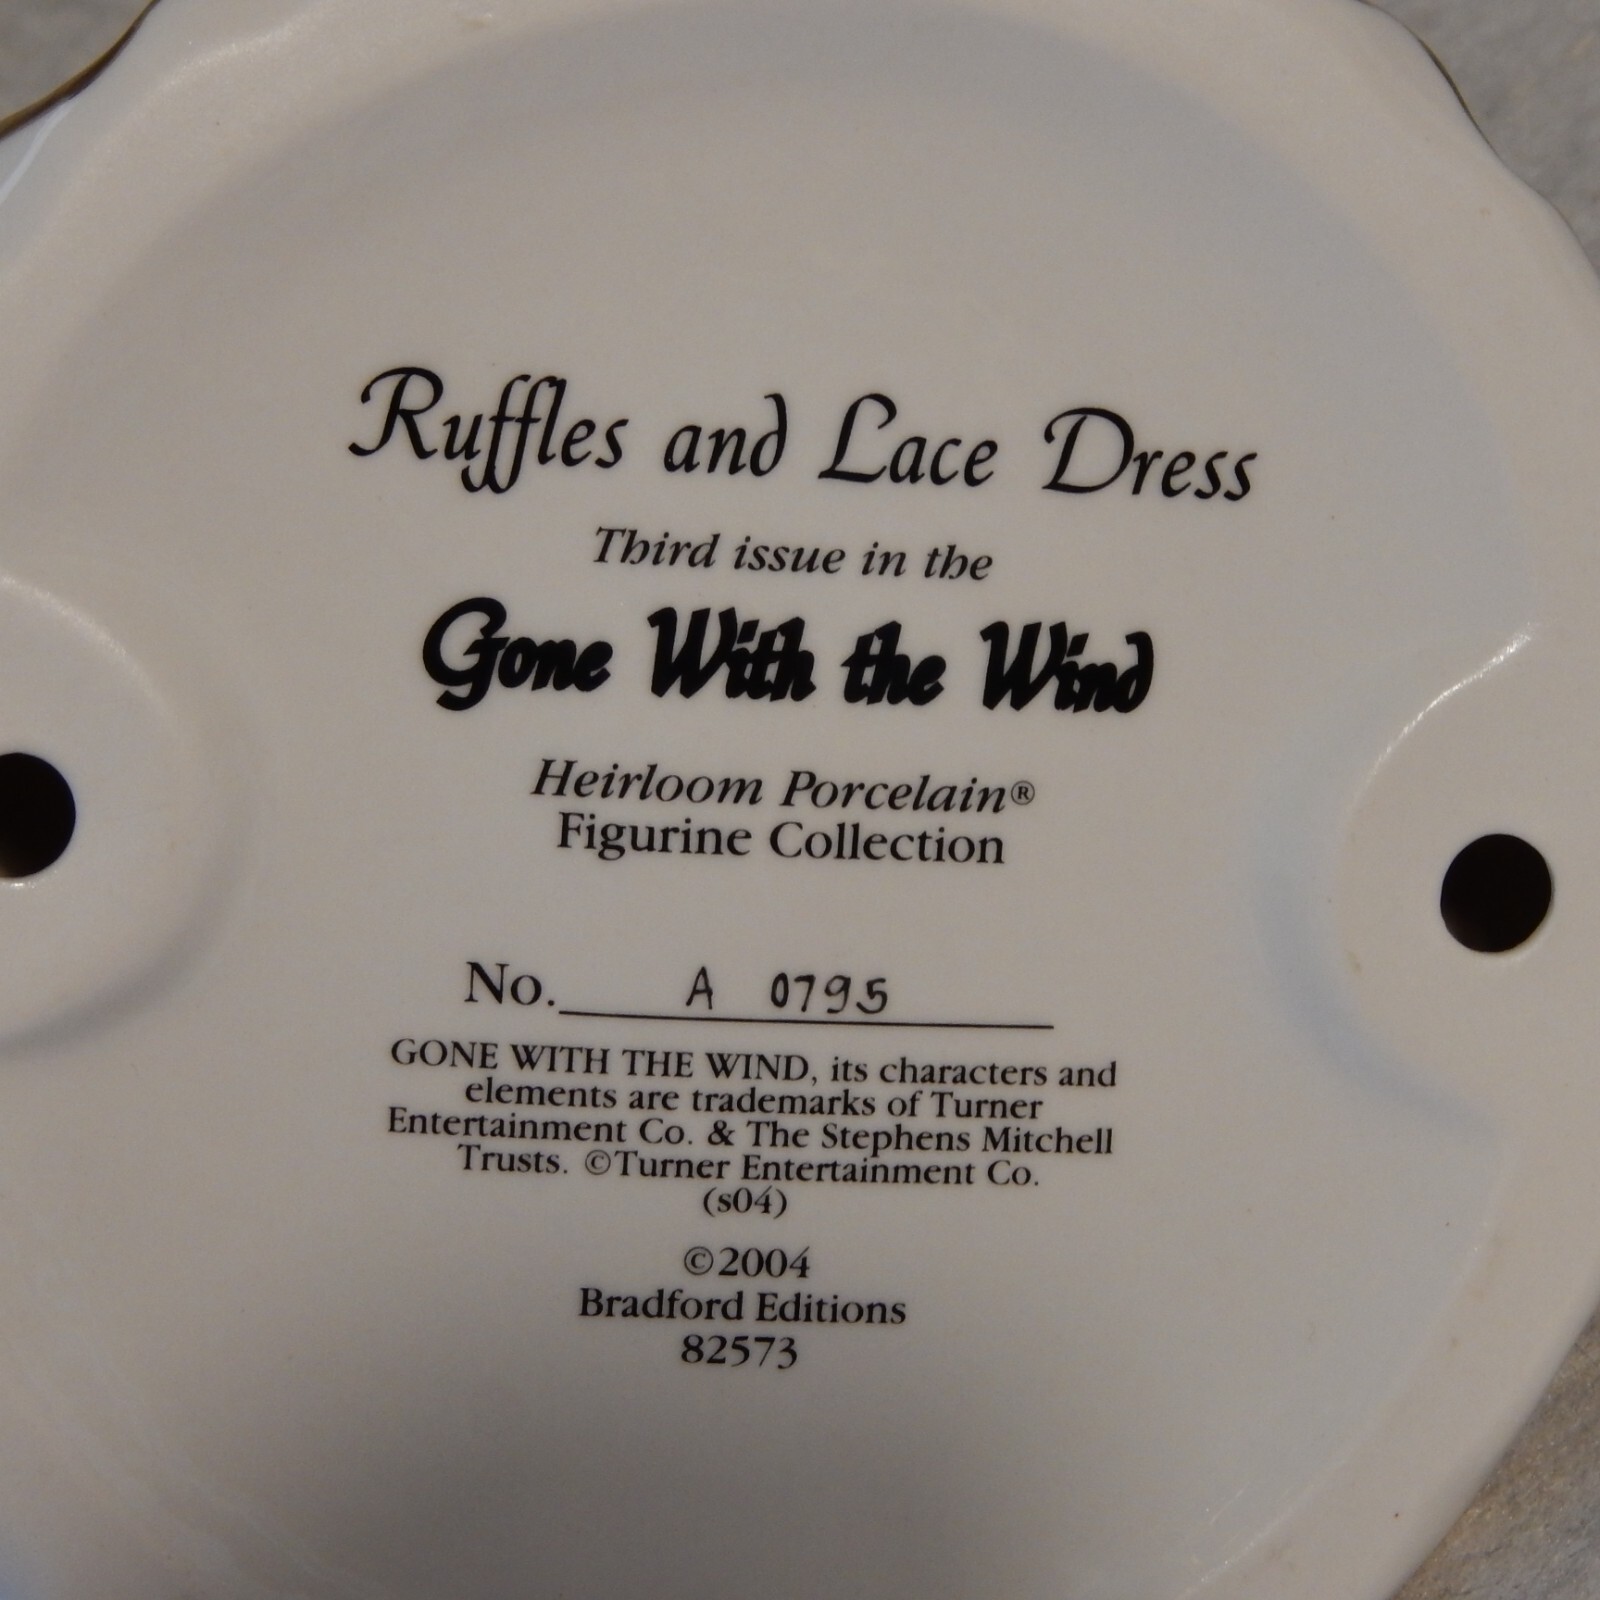 Ruffles and Lace Dress
Third issue in the
Gone With the Wind
Heirloom Porcelain®
Figurine Collection
No. A 0795
GONE WITH THE WIND, its characters and
elements are trademarks of Turner
Entertainment Co. & The Stephens Mitchell
Trusts. ©Turner Entertainment Co.
(s04)
©2004
Bradford Editions
82573